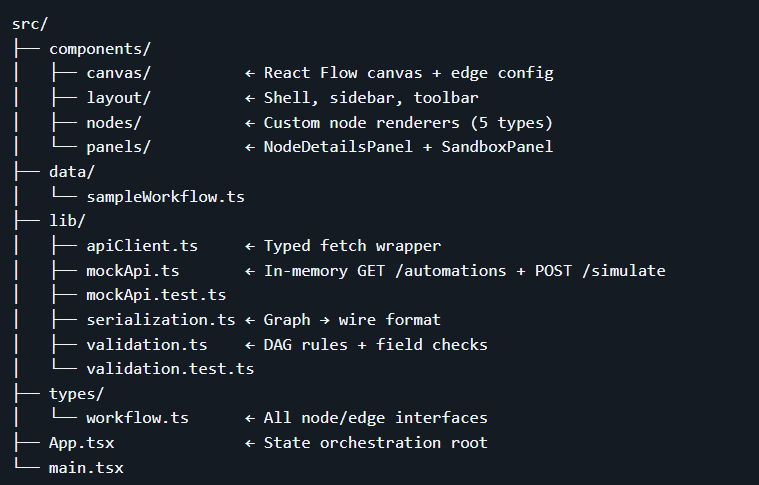 src/
├── components/
│   ├── canvas/          ← React Flow canvas + edge config
│   ├── layout/          ← Shell, sidebar, toolbar
│   ├── nodes/           ← Custom node renderers (5 types)
│   └── panels/          ← NodeDetailsPanel + SandboxPanel
├── data/
│   └── sampleWorkflow.ts
├── lib/
│   ├── apiClient.ts     ← Typed fetch wrapper
│   ├── mockApi.ts       ← In-memory GET /automations + POST /simulate
│   ├── mockApi.test.ts
│   ├── serialization.ts ← Graph → wire format
│   ├── validation.ts    ← DAG rules + field checks
│   └── validation.test.ts
├── types/
│   └── workflow.ts      ← All node/edge interfaces
├── App.tsx              ← State orchestration root
└── main.tsx